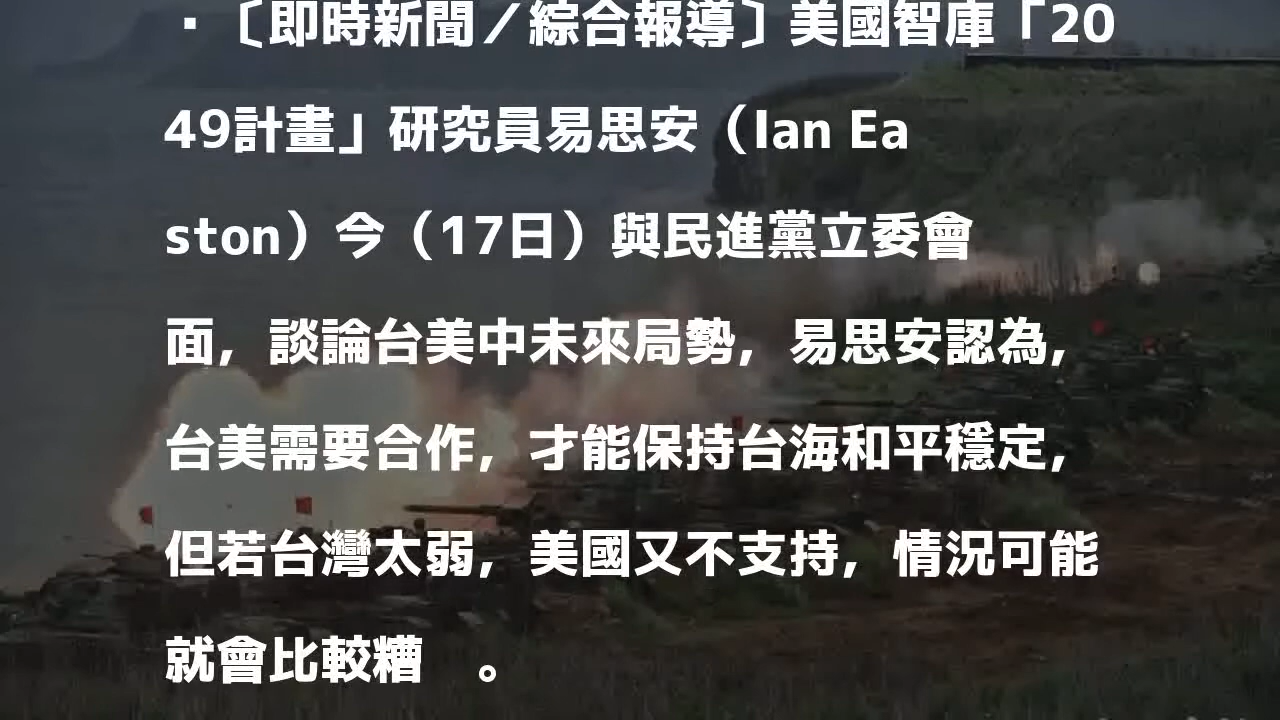 ·〔即時新聞／綜合報導〕美國智庫「20
49計畫」研究員易思安（Ian Ea
ston）今（17日）與民進黨立委會
面，談論台美中未來局勢，易思安認為，
台美需要合作，才能保持台海和平穩定，
但若台灣太弱，美國又不支持，情況可能
就會比較糟　。